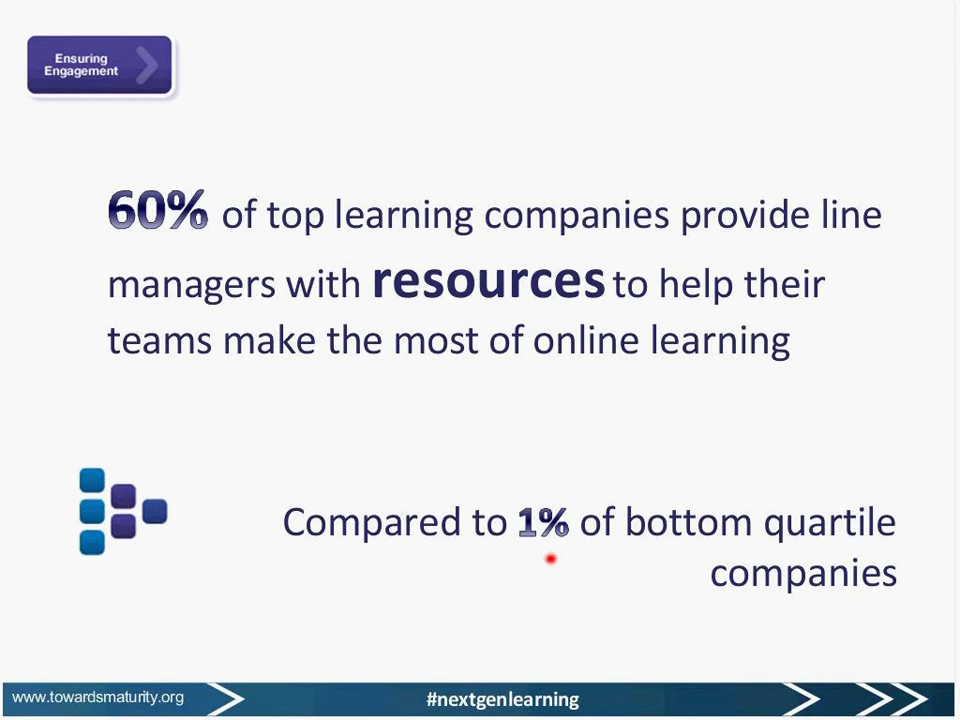 Ensuring
Engagement
60% of top learning companies provide line
managers with resources to help their
teams make the most of online learning
Compared to 1% of bottom quartile
companies
www.towardsmaturity.org
#nextgenlearning